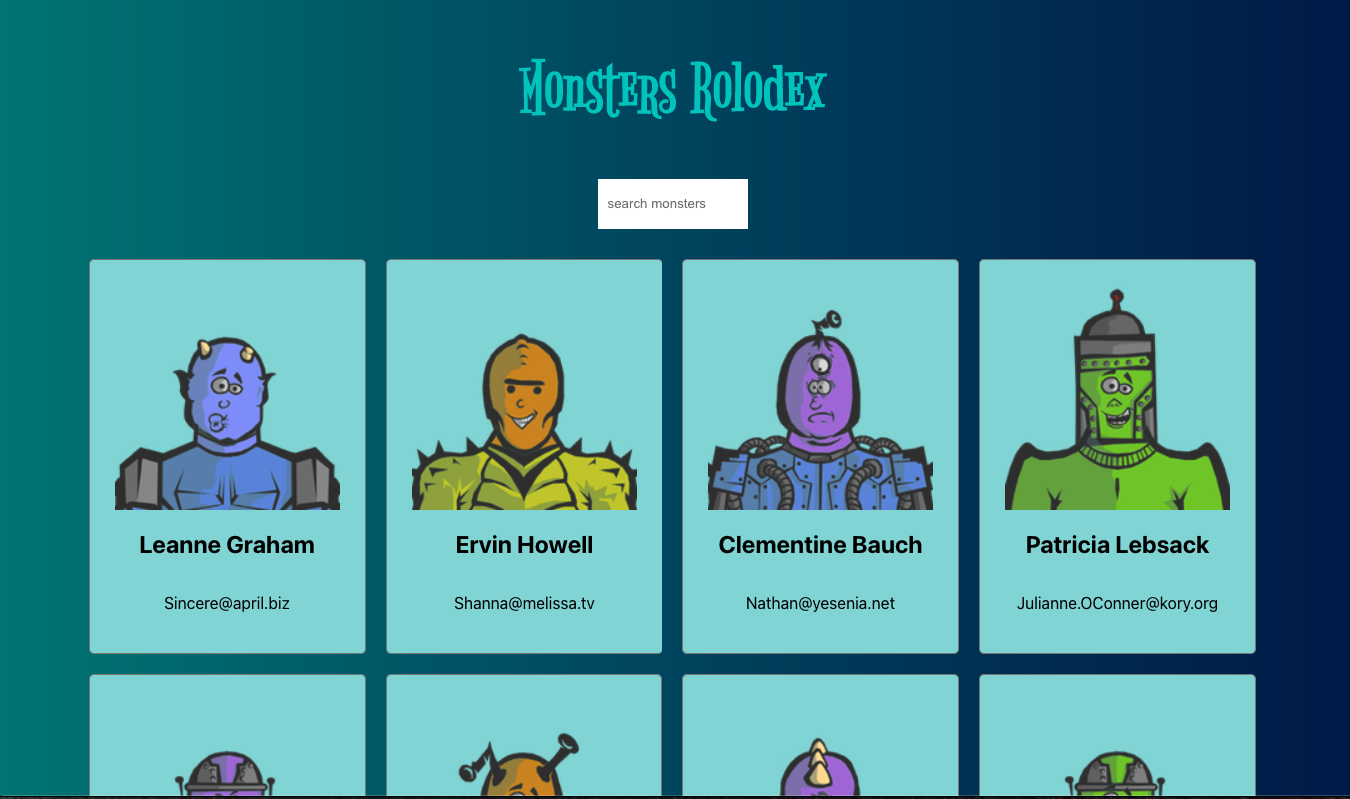 Monsters Rolodex
search monsters
Leanne Graham
Ervin Howell
Clementine Bauch
Patricia Lebsack
Sincere@april.biz
Shanna@melissa.tv
Nathan@yesenia.net
Julianne.OConner@kory.org